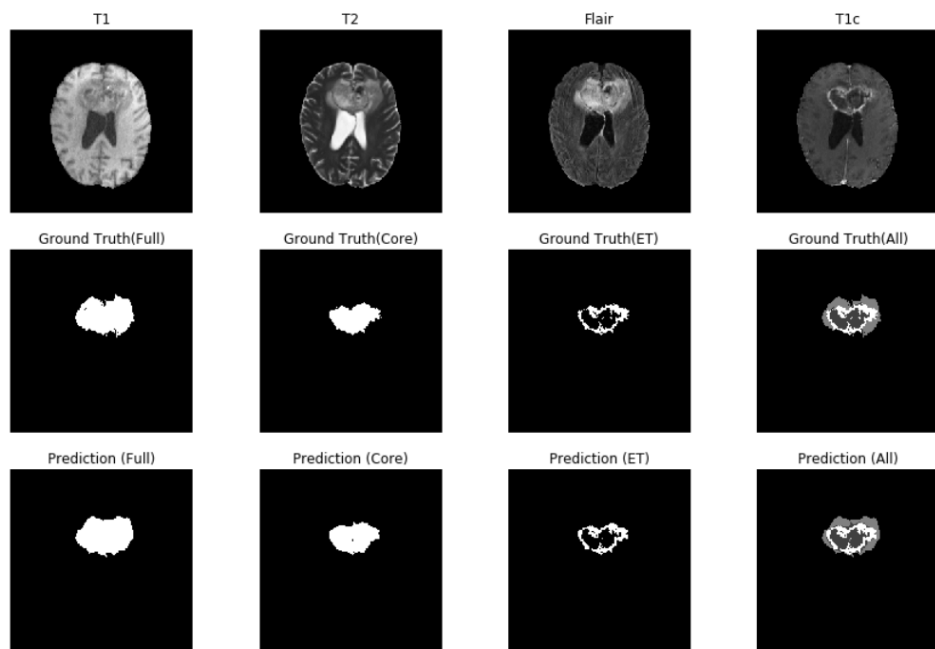 T1
T2
Flair
T1c
Ground Truth(Full)
Ground Truth(Core)
Ground Truth(ET)
Ground Truth(All)
Prediction (Full)
Prediction (Core)
Prediction (ET)
Prediction (All)